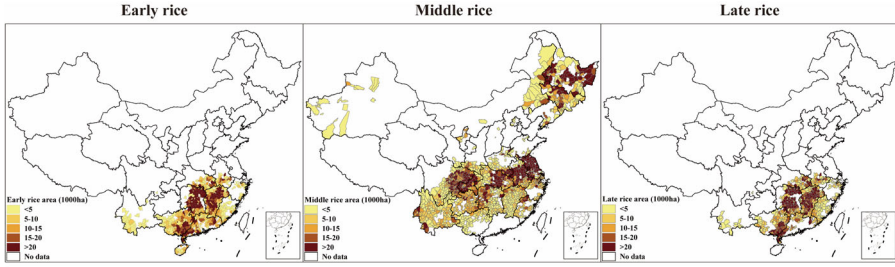 Early rice
Early rice area (1000ha)
<5
5-10
10-15
15-20
>20
No data
Middle rice
Middle rice area (1000ha)
<5
5-10
10-15
15-20
>20
No data
Late rice
Late rice area (1000ha)
<5
5-10
10-15
15-20
>20
No data